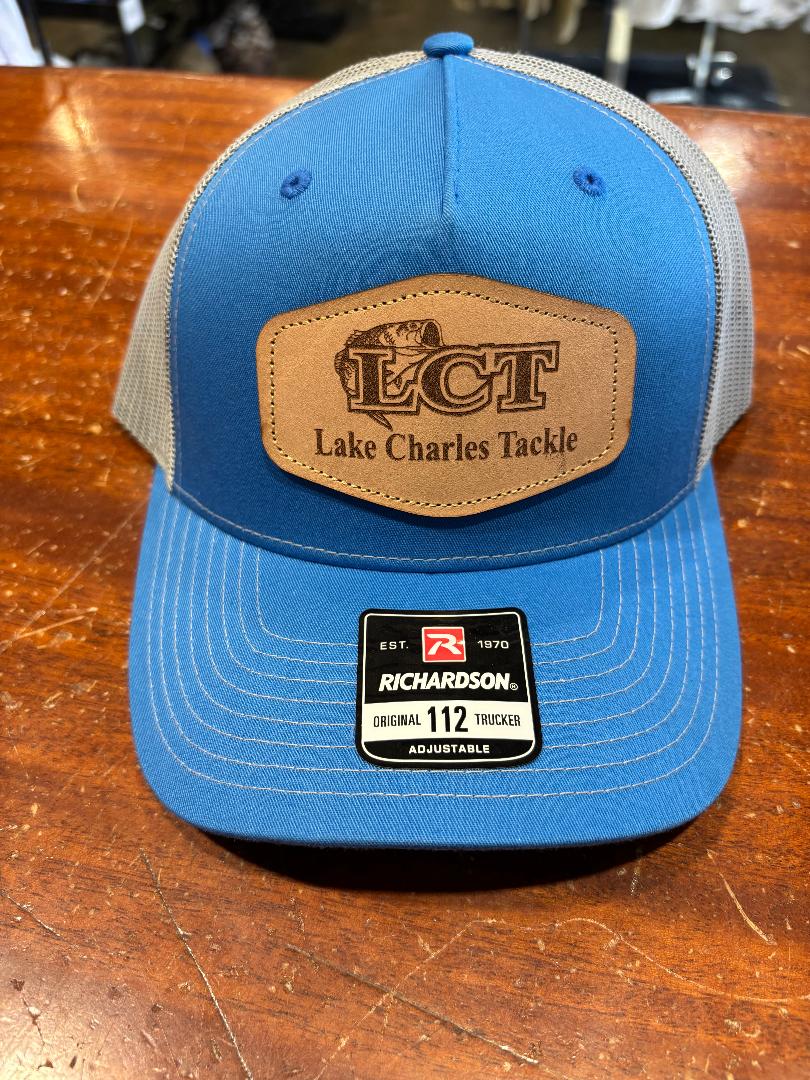 LCT
Lake Charles Tackle
EST. R 1970
RICHARDSON®
ORIGINAL 112 TRUCKER
ADJUSTABLE